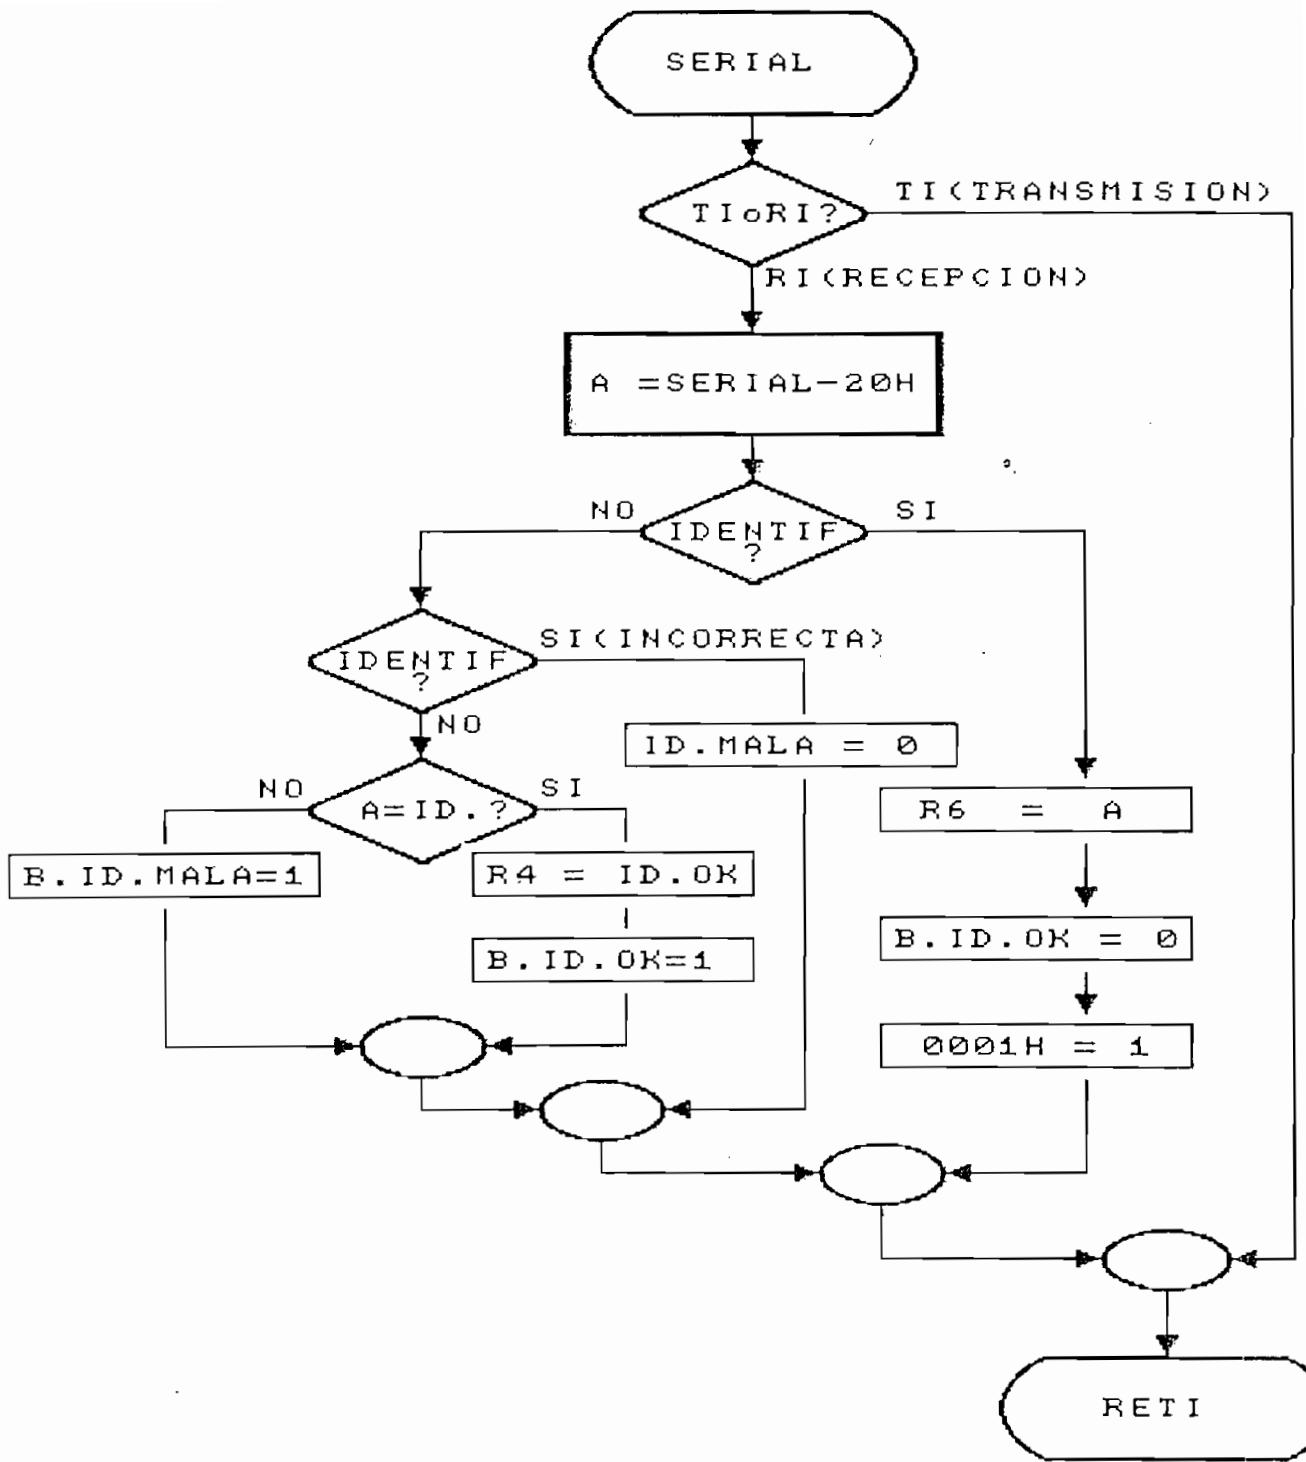 SERIAL
TI(TRANSMISION)
TIoRI?
RI(RECEPCION)
A =SERIAL-20H
NO
SI
IDENTIF
?
SI(INCORRECTA)
IDENTIF
?
NO
ID.MALA = 0
NO
SI
A=ID.?
R6 = A
B.ID.MALA=1
R4 = ID.OK
B.ID.OK = 0
B.ID.OK=1
0001H = 1
RETI